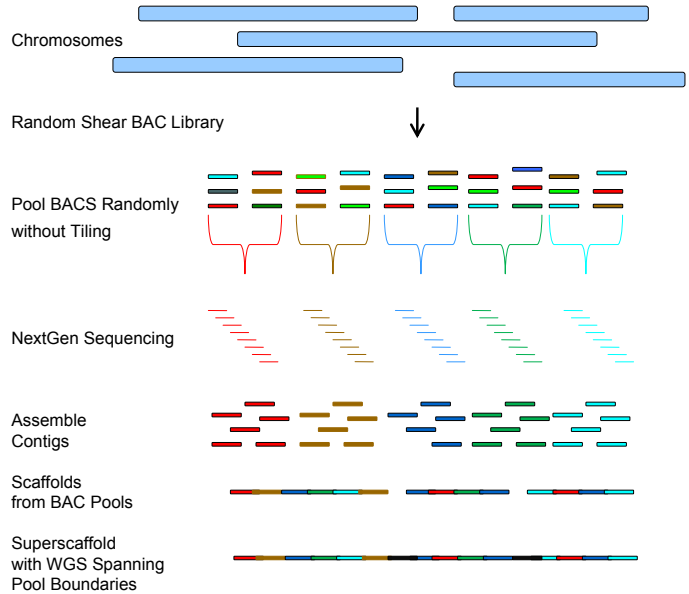 Chromosomes
Random Shear BAC Library
Pool BACS Randomly
without Tiling
NextGen Sequencing
Assemble
Contigs
Scaffolds
from BAC Pools
Superscaffold
with WGS Spanning
Pool Boundaries